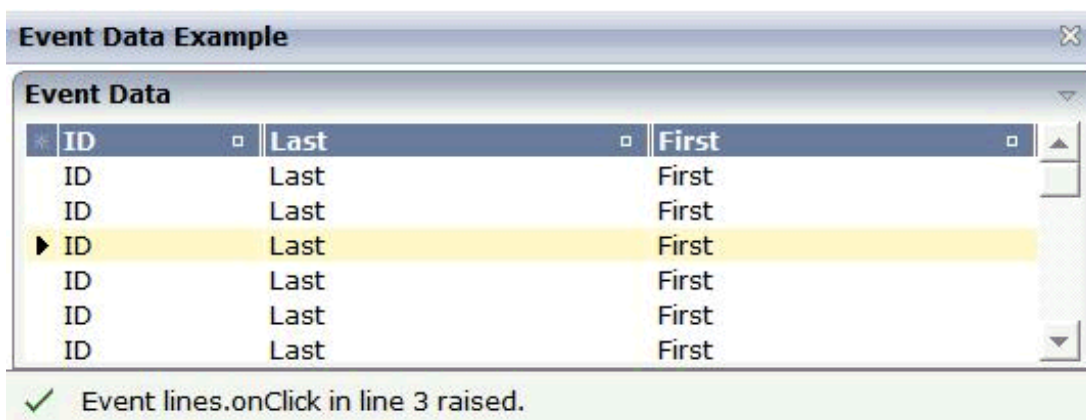 Event Data Example
Event Data
ID Last First
ID Last First
ID Last First
ID Last First
ID Last First
ID Last First
ID Last First
Event lines.onClick in line 3 raised.